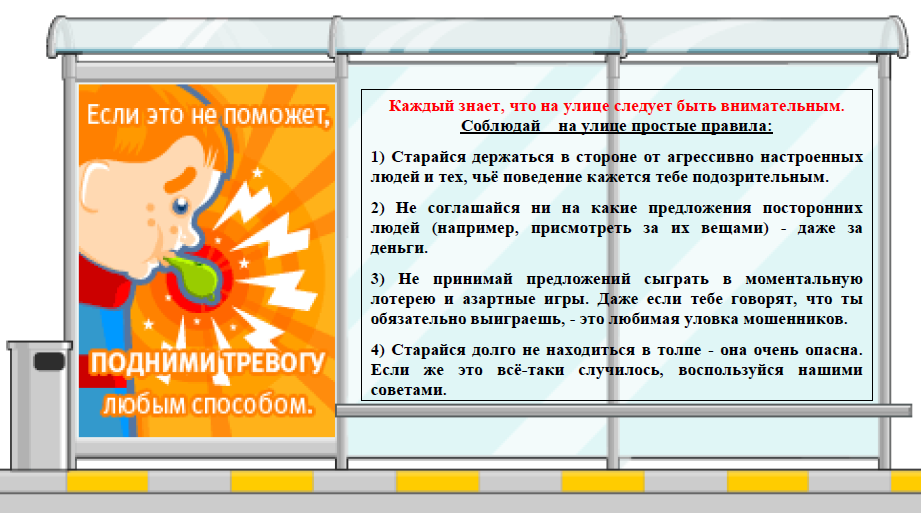 Если это не поможет,
ПОДНИМИ ТРЕВОГУ
любым способом.
Каждый знает, что на улице следует быть внимательным.
Соблюдай на улице простые правила:
1) Старайся держаться в стороне от агрессивно настроенных
людей и тех, чьё поведение кажется тебе подозрительным.
2) Не соглашайся ни на какие предложения посторонних
людей (например, присмотреть за их вещами) - даже за
деньги.
3) Не принимай предложений сыграть в моментальную
лотерею и азартные игры. Даже если тебе говорят, что ты
обязательно выиграешь, - это любимая уловка мошенников.
4) Старайся долго не находиться в толпе - она очень опасна.
Если же это всё-таки случилось, воспользуйся нашими
советами.